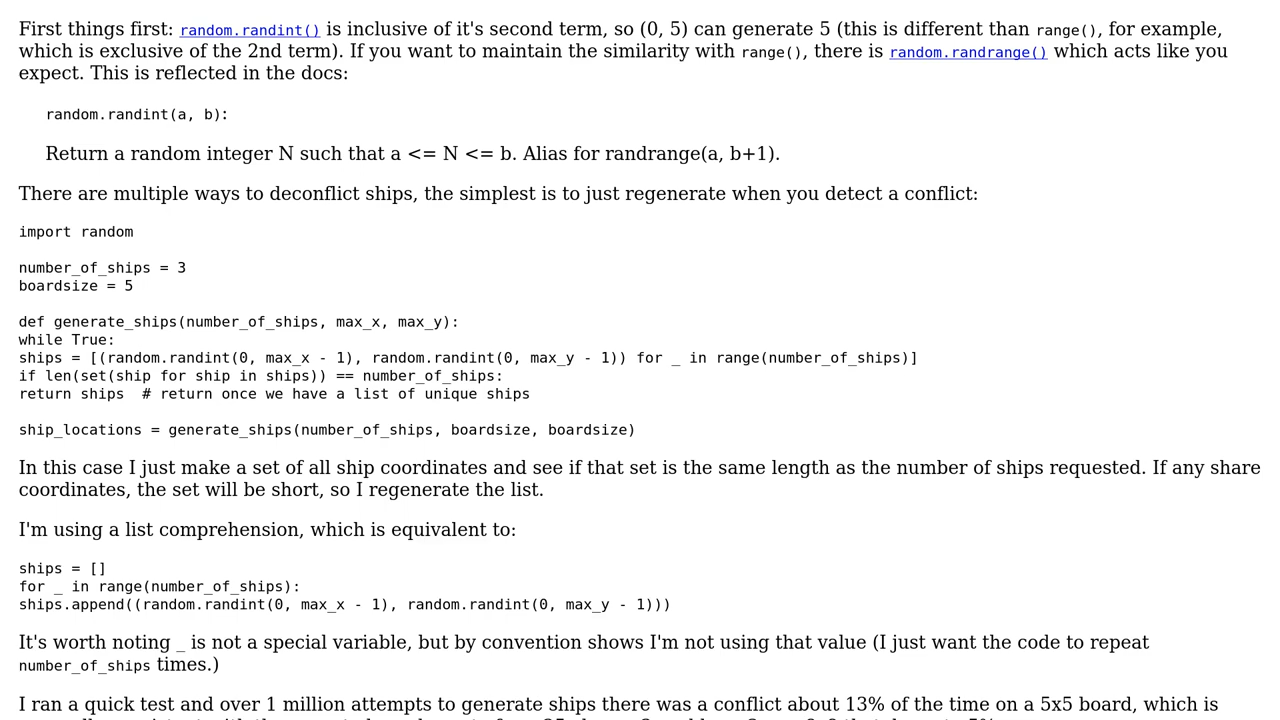 First things first: random.randint() is inclusive of it's second term, so (0, 5) can generate 5 (this is different than range(), for example,
which is exclusive of the 2nd term). If you want to maintain the similarity with range(), there is random.randrange() which acts like you
expect. This is reflected in the docs:
random.randint(a, b):
Return a random integer N such that a <= N <= b. Alias for randrange(a, b+1).
There are multiple ways to deconflict ships, the simplest is to just regenerate when you detect a conflict:
import random
number_of_ships = 3
boardsize = 5
def generate_ships(number_of_ships, max_x, max_y):
while True:
ships = [(random.randint(0, max_x - 1), random.randint(0, max_y - 1)) for _ in range(number_of_ships)]
if len(set(ship for ship in ships)) == number_of_ships:
return ships  # return once we have a list of unique ships
ship_locations = generate_ships(number_of_ships, boardsize, boardsize)
In this case I just make a set of all ship coordinates and see if that set is the same length as the number of ships requested. If any share
coordinates, the set will be short, so I regenerate the list.
I'm using a list comprehension, which is equivalent to:
ships = []
for _ in range(number_of_ships):
ships.append((random.randint(0, max_x - 1), random.randint(0, max_y - 1)))
It's worth noting _ is not a special variable, but by convention shows I'm not using that value (I just want the code to repeat
number_of_ships times.)
I ran a quick test and over 1 million attempts to generate ships there was a conflict about 13% of the time on a 5x5 board, which is